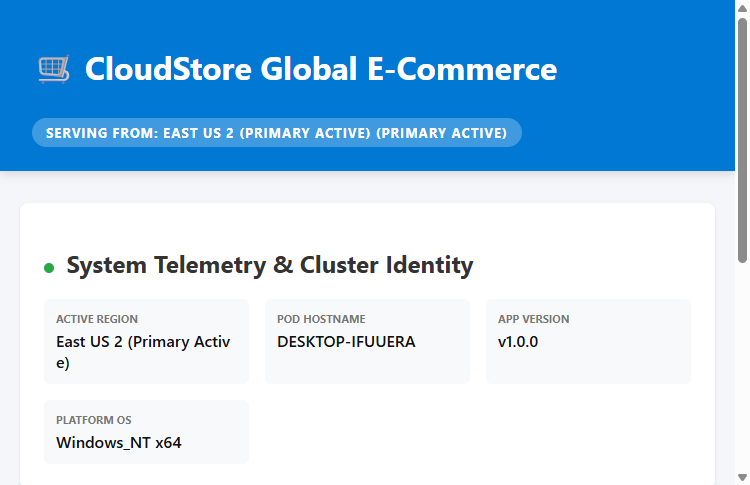 CloudStore Global E-Commerce
SERVING FROM: EAST US 2 (PRIMARY ACTIVE) (PRIMARY ACTIVE)
System Telemetry & Cluster Identity
ACTIVE REGION
East US 2 (Primary Activ
e)
POD HOSTNAME
DESKTOP-IFUUERA
APP VERSION
v1.0.0
PLATFORM OS
Windows_NT x64